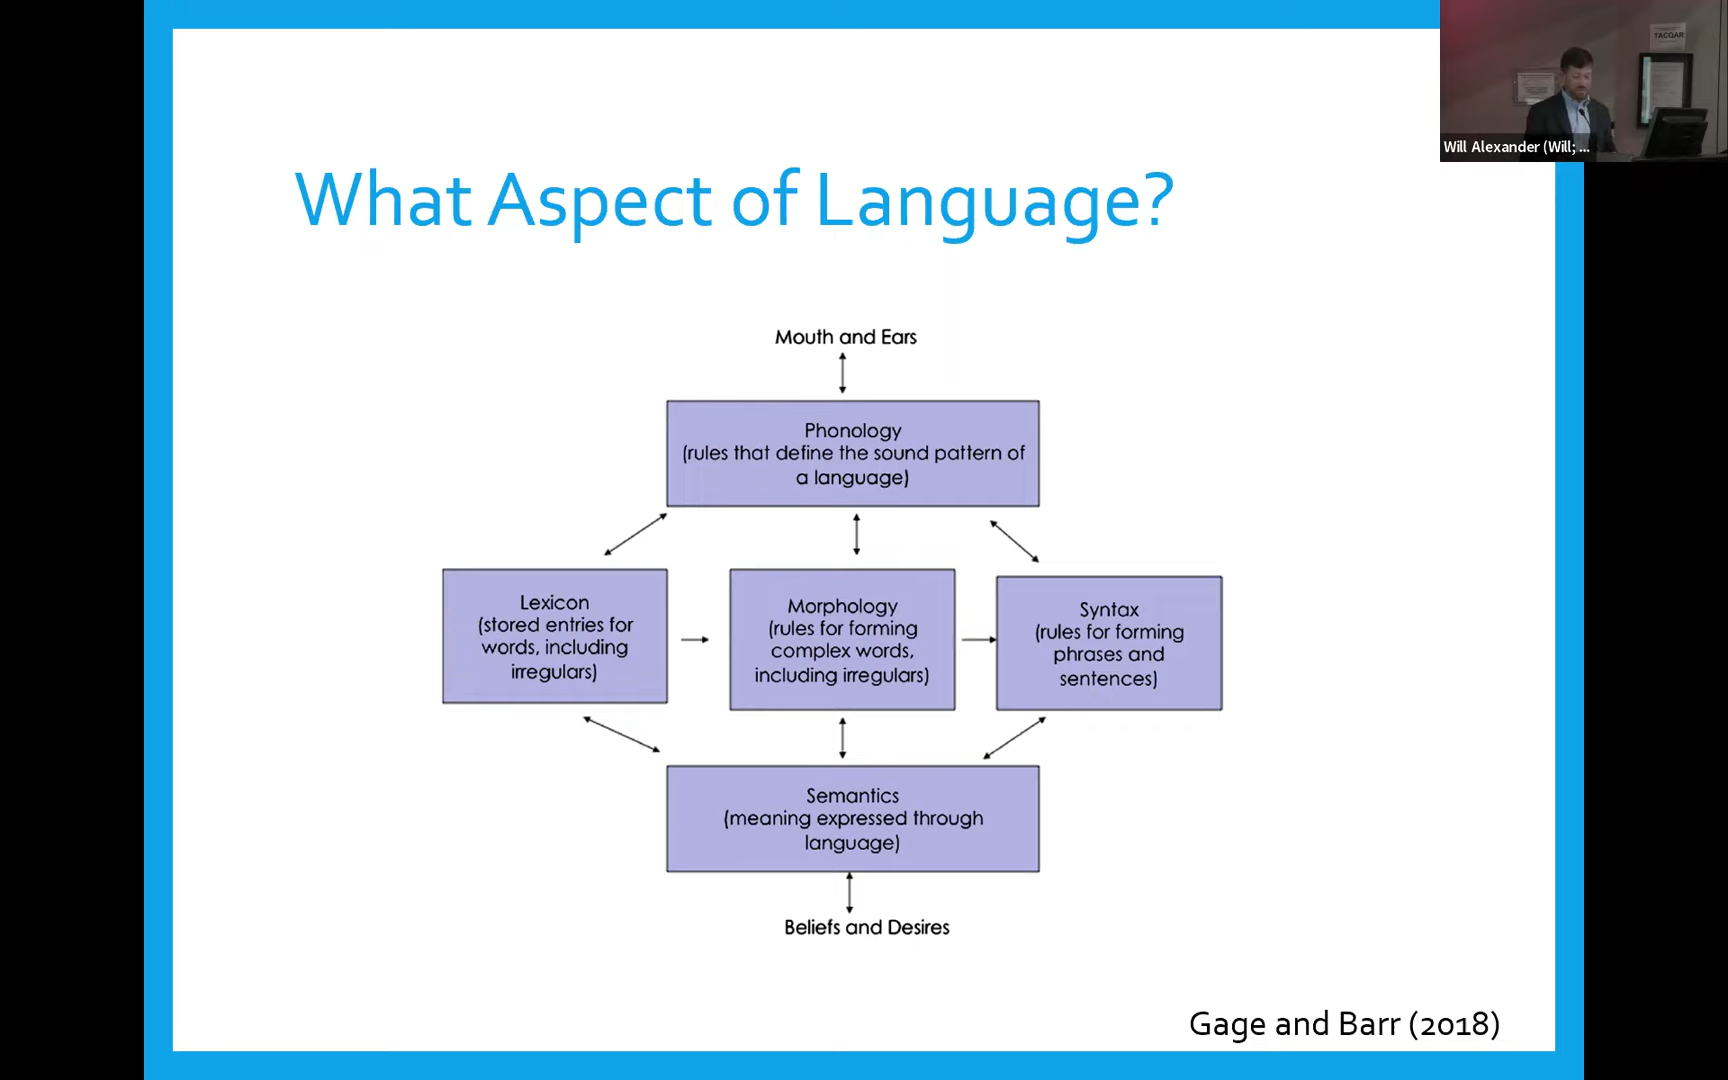 TACQAR
Will Alexander (Will; ...
What Aspect of Language?
Mouth and Ears
Phonology
(rules that define the sound pattern of
a language)
Lexicon
(stored entries for
words, including
irregulars)
Morphology
(rules for forming
complex words,
including irregulars)
Syntax
(rules for forming
phrases and
sentences)
Semantics
(meaning expressed through
language)
Beliefs and Desires
Gage and Barr (2018)